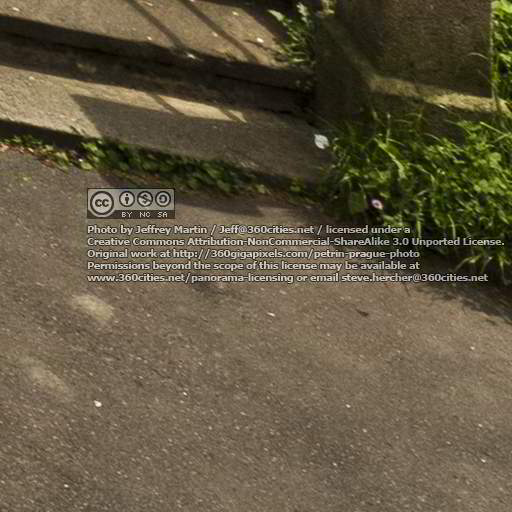 cc BY NC SA
Photo by Jeffrey Martin / Jeff@360cities.net / licensed under a
Creative Commons Attribution-NonCommercial-ShareAlike 3.0 Unported License.
Original work at http://360gigapixels.com/petrin-prague-photo
Permissions beyond the scope of this license may be available at
www.360cities.net/panorama-licensing or email steve.hercher@360cities.net